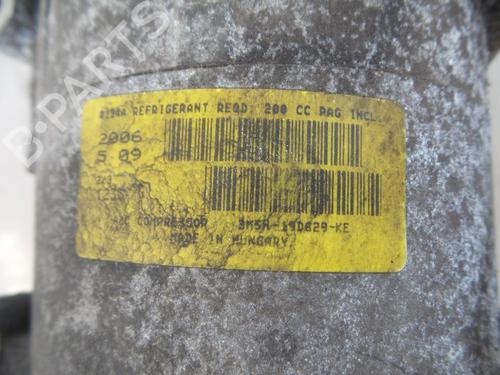 B-PARTS
R134A REFRIGERANT REQD: 200 CC PAG INCL.
2006
5 09
A/C COMPRESSOR 3M5H-19D629-KE
MADE IN HUNGARY